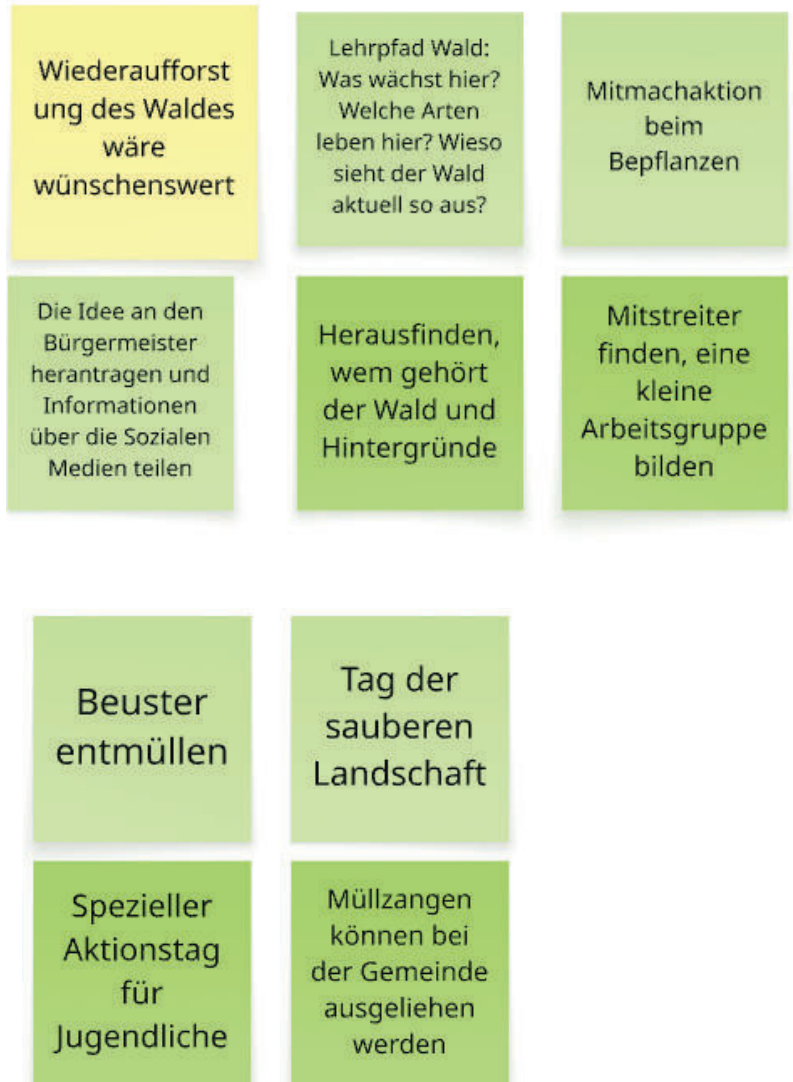 Wiederaufforst
ung des Waldes
wäre
wünschenswert
Lehrpfad Wald:
Was wächst hier?
Welche Arten
leben hier? Wieso
sieht der Wald
aktuell so aus?
Mitmachaktion
beim
Bepflanzen
Die Idee an den
Bürgermeister
herantragen und
Informationen
über die Sozialen
Medien teilen
Herausfinden,
wem gehört
der Wald und
Hintergründe
Mitstreiter
finden, eine
kleine
Arbeitsgruppe
bilden
Beuster
entmüllen
Tag der
sauberen
Landschaft
Spezieller
Aktionstag
für
Jugendliche
Müllzangen
können bei
der Gemeinde
ausgeliehen
werden